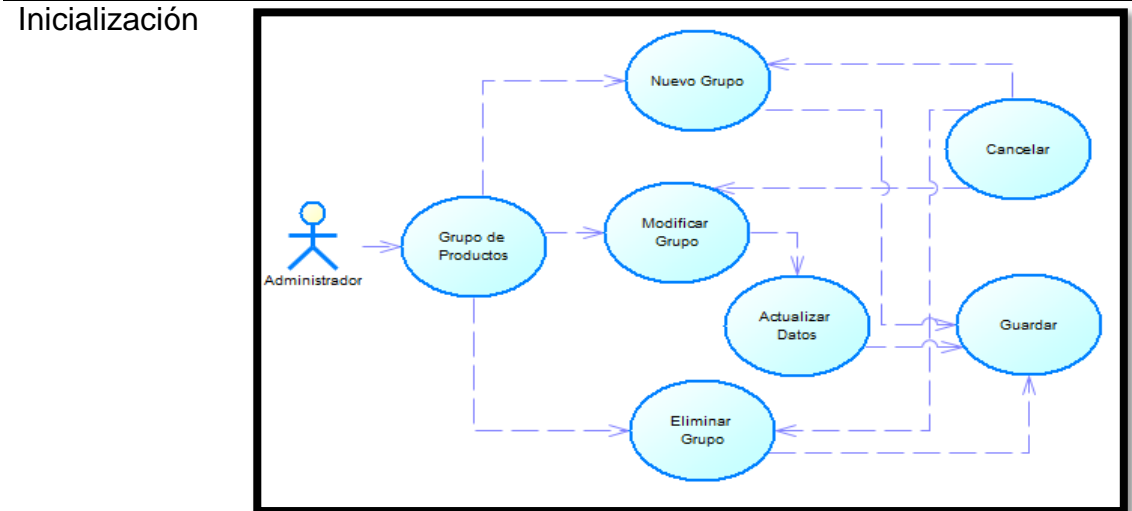 Inicialización
Nuevo Grupo
Cancelar
Modificar
Grupo
Grupo de
Productos
Administrador
Actualizar
Datos
Guardar
Eliminar
Grupo